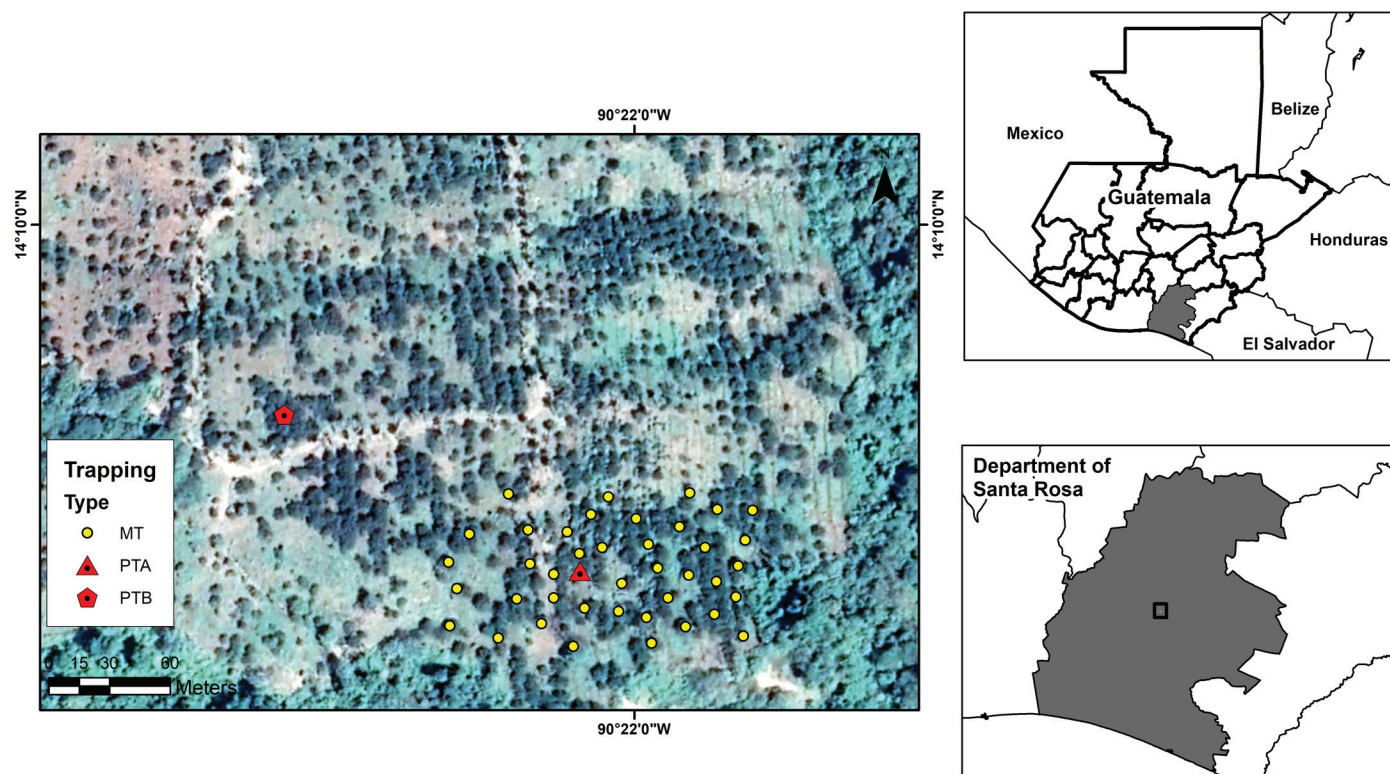 90°22'0"W
14°10'0"N
14°10'0"N
Trapping
Type
MT
PTA
PTB
0 15 30 60
Meters
90°22'0"W
Mexico
Belize
Guatemala
Honduras
El Salvador
Department of
Santa Rosa